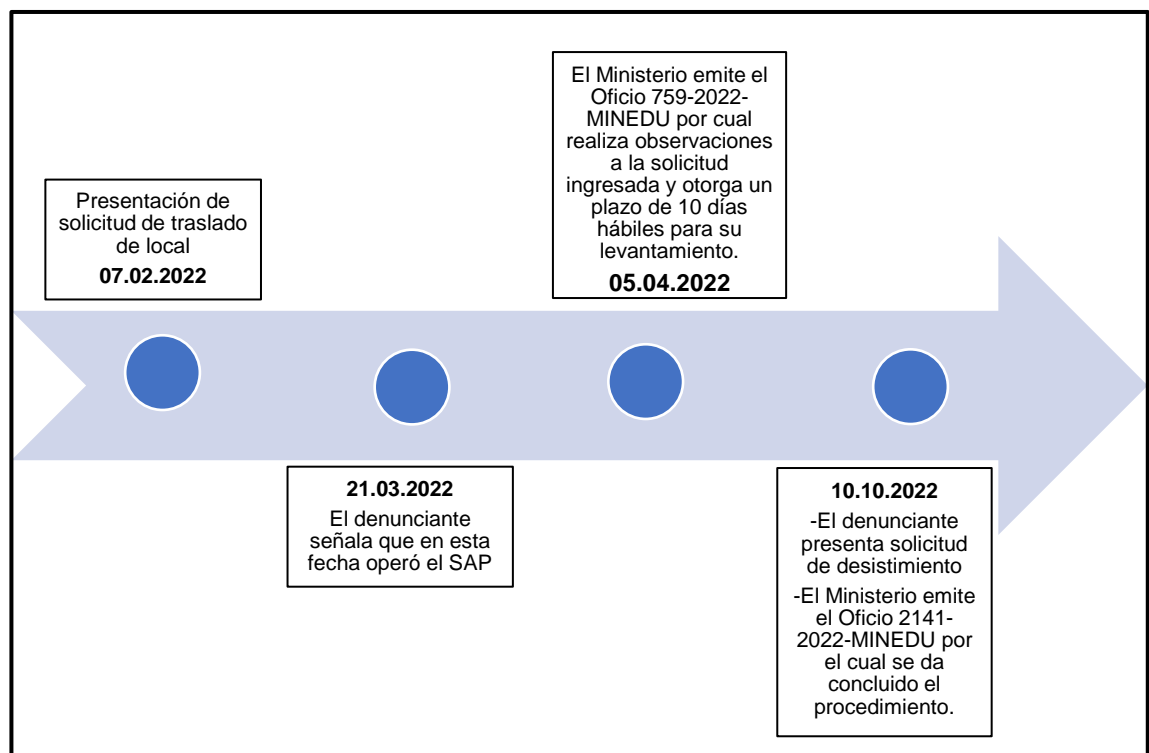 Presentación de
solicitud de traslado
de local
07.02.2022
21.03.2022
El denunciante
señala que en esta
fecha operó el SAP
El Ministerio emite el
Oficio 759-2022-
MINEDU por cual
realiza observaciones
a la solicitud
ingresada y otorga un
plazo de 10 días
hábiles para su
levantamiento.
05.04.2022
10.10.2022
-El denunciante
presenta solicitud
de desistimiento
-El Ministerio emite
el Oficio 2141-
2022-MINEDU por
el cual se da
concluido el
procedimiento.